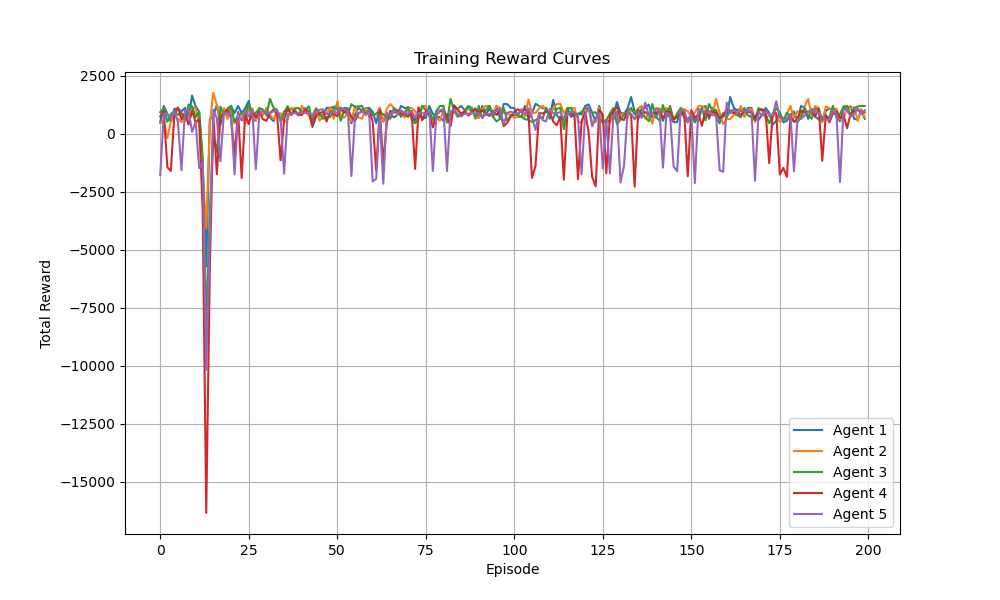 Training Reward Curves
2500
0
−2500
−5000
−7500
−10000
−12500
−15000
Total Reward
0 25 50 75 100 125 150 175 200
Episode
Agent 1
Agent 2
Agent 3
Agent 4
Agent 5